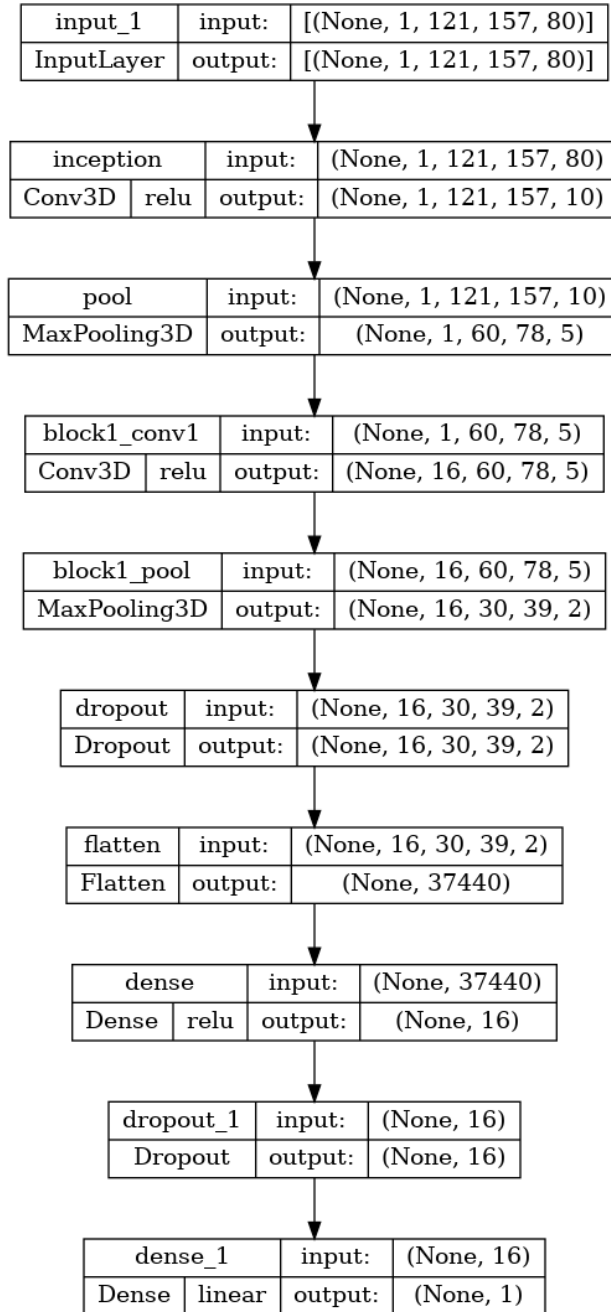 input_1 input: [(None, 1, 121, 157, 80)]
InputLayer output: [(None, 1, 121, 157, 80)]
inception input: (None, 1, 121, 157, 80)
Conv3D relu output: (None, 1, 121, 157, 10)
pool input: (None, 1, 121, 157, 10)
MaxPooling3D output: (None, 1, 60, 78, 5)
block1_conv1 input: (None, 1, 60, 78, 5)
Conv3D relu output: (None, 16, 60, 78, 5)
block1_pool input: (None, 16, 60, 78, 5)
MaxPooling3D output: (None, 16, 30, 39, 2)
dropout input: (None, 16, 30, 39, 2)
Dropout output: (None, 16, 30, 39, 2)
flatten input: (None, 16, 30, 39, 2)
Flatten output: (None, 37440)
dense input: (None, 37440)
Dense relu output: (None, 16)
dropout_1 input: (None, 16)
Dropout output: (None, 16)
dense_1 input: (None, 16)
Dense linear output: (None, 1)